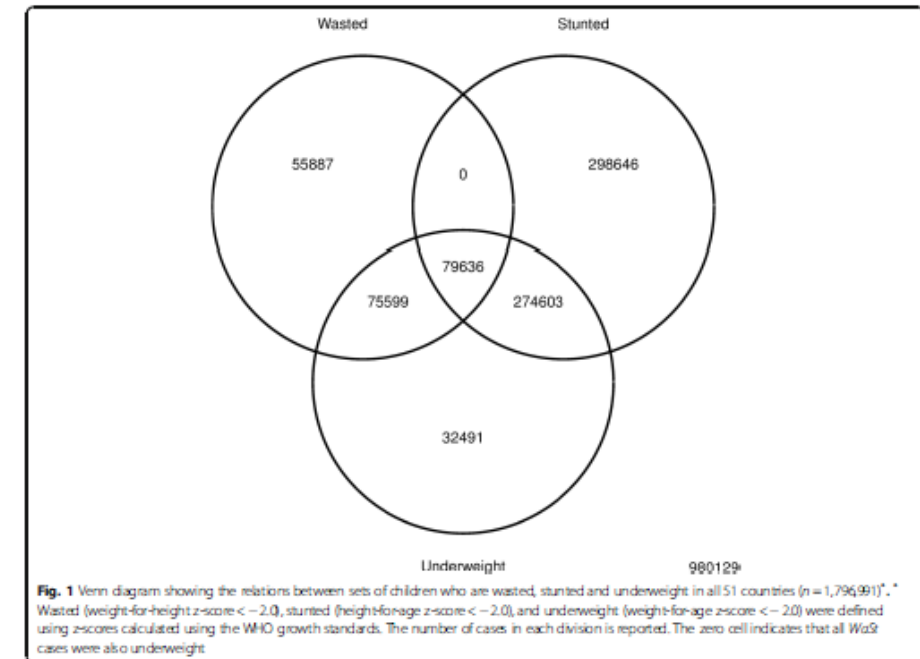 Wasted Stunted
55887 0 298646
79636
75599 274603
32491
Underweight 980129
Fig. 1 Venn diagram showing the relations between sets of children who are wasted, stunted and underweight in all 51 countries (n = 1,796,991)*. *
Wasted (weight-for-height z-score < − 2.0), stunted (height-for-age z-score < − 2.0), and underweight (weight-for-age z-score < − 2.0) were defined
using z-scores calculated using the WHO growth standards. The number of cases in each division is reported. The zero cell indicates that all WaSt
cases were also underweight